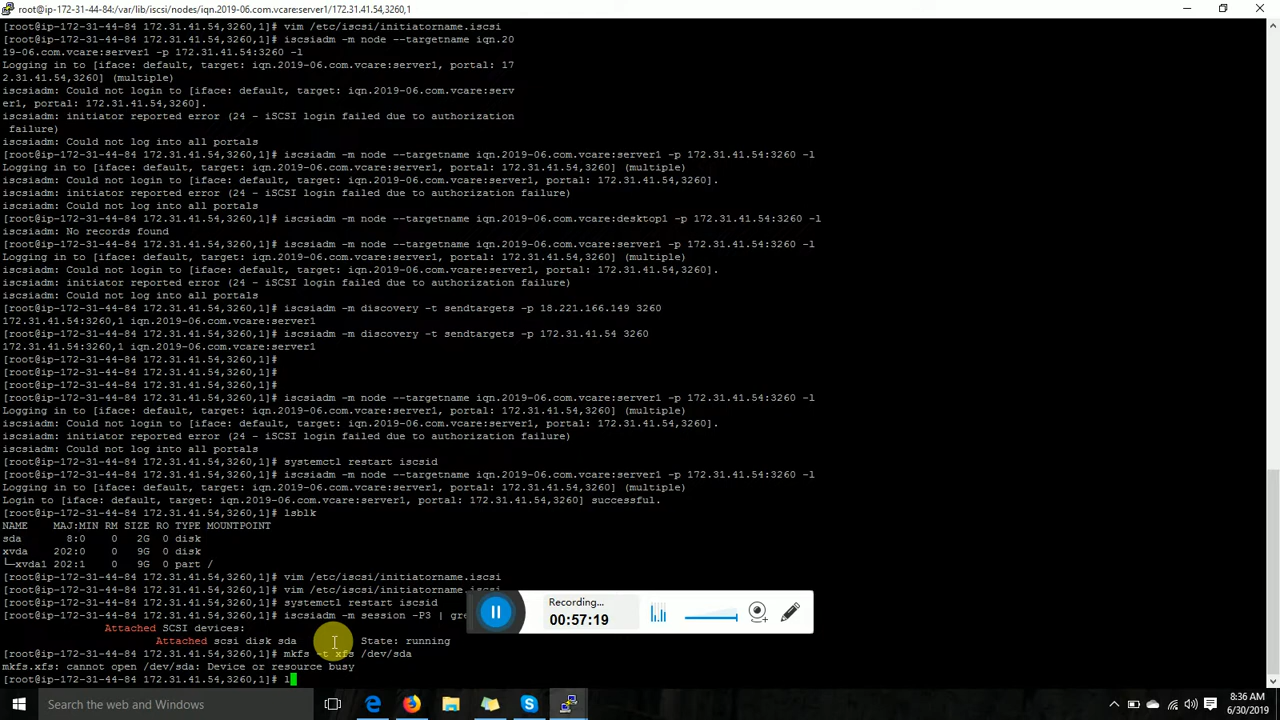 root@ip-172-31-44-84:/var/lib/iscsi/nodes/iqn.2019-06.com.vcare:server1/172.31.41.54,3260,1
[root@ip-172-31-44-84 172.31.41.54,3260,1]# vim /etc/iscsi/initiatorname.iscsi
[root@ip-172-31-44-84 172.31.41.54,3260,1]# iscsiadm -m node --targetname iqn.20
19-06.com.vcare:server1 -p 172.31.41.54:3260 -l
Logging in to [iface: default, target: iqn.2019-06.com.vcare:server1, portal: 17
2.31.41.54,3260] (multiple)
iscsiadm: Could not login to [iface: default, target: iqn.2019-06.com.vcare:serv
er1, portal: 172.31.41.54,3260].
iscsiadm: initiator reported error (24 - iSCSI login failed due to authorization
 failure)
iscsiadm: Could not log into all portals
[root@ip-172-31-44-84 172.31.41.54,3260,1]# iscsiadm -m node --targetname iqn.2019-06.com.vcare:server1 -p 172.31.41.54:3260 -l
Logging in to [iface: default, target: iqn.2019-06.com.vcare:server1, portal: 172.31.41.54,3260] (multiple)
iscsiadm: Could not login to [iface: default, target: iqn.2019-06.com.vcare:server1, portal: 172.31.41.54,3260].
iscsiadm: initiator reported error (24 - iSCSI login failed due to authorization failure)
iscsiadm: Could not log into all portals
[root@ip-172-31-44-84 172.31.41.54,3260,1]# iscsiadm -m node --targetname iqn.2019-06.com.vcare:desktop1 -p 172.31.41.54:3260 -l
iscsiadm: No records found
[root@ip-172-31-44-84 172.31.41.54,3260,1]# iscsiadm -m node --targetname iqn.2019-06.com.vcare:server1 -p 172.31.41.54:3260 -l
Logging in to [iface: default, target: iqn.2019-06.com.vcare:server1, portal: 172.31.41.54,3260] (multiple)
iscsiadm: Could not login to [iface: default, target: iqn.2019-06.com.vcare:server1, portal: 172.31.41.54,3260].
iscsiadm: initiator reported error (24 - iSCSI login failed due to authorization failure)
iscsiadm: Could not log into all portals
[root@ip-172-31-44-84 172.31.41.54,3260,1]# iscsiadm -m discovery -t sendtargets -p 18.221.166.149 3260
172.31.41.54:3260,1 iqn.2019-06.com.vcare:server1
[root@ip-172-31-44-84 172.31.41.54,3260,1]# iscsiadm -m discovery -t sendtargets -p 172.31.41.54 3260
172.31.41.54:3260,1 iqn.2019-06.com.vcare:server1
[root@ip-172-31-44-84 172.31.41.54,3260,1]#
[root@ip-172-31-44-84 172.31.41.54,3260,1]#
[root@ip-172-31-44-84 172.31.41.54,3260,1]#
[root@ip-172-31-44-84 172.31.41.54,3260,1]# iscsiadm -m node --targetname iqn.2019-06.com.vcare:server1 -p 172.31.41.54:3260 -l
Logging in to [iface: default, target: iqn.2019-06.com.vcare:server1, portal: 172.31.41.54,3260] (multiple)
iscsiadm: Could not login to [iface: default, target: iqn.2019-06.com.vcare:server1, portal: 172.31.41.54,3260].
iscsiadm: initiator reported error (24 - iSCSI login failed due to authorization failure)
iscsiadm: Could not log into all portals
[root@ip-172-31-44-84 172.31.41.54,3260,1]# systemctl restart iscsid
[root@ip-172-31-44-84 172.31.41.54,3260,1]# iscsiadm -m node --targetname iqn.2019-06.com.vcare:server1 -p 172.31.41.54:3260 -l
Logging in to [iface: default, target: iqn.2019-06.com.vcare:server1, portal: 172.31.41.54,3260] (multiple)
Login to [iface: default, target: iqn.2019-06.com.vcare:server1, portal: 172.31.41.54,3260] successful.
[root@ip-172-31-44-84 172.31.41.54,3260,1]# lsblk
NAME MAJ:MIN RM SIZE RO TYPE MOUNTPOINT
sda 8:0 0 2G 0 disk
xvda 202:0 0 9G 0 disk
└─xvda1 202:1 0 9G 0 part /
[root@ip-172-31-44-84 172.31.41.54,3260,1]# vim /etc/iscsi/initiatorname.iscsi
[root@ip-172-31-44-84 172.31.41.54,3260,1]# vim /etc/iscsi/initiatorname.iscsi
[root@ip-172-31-44-84 172.31.41.54,3260,1]# systemctl restart iscsid
[root@ip-172-31-44-84 172.31.41.54,3260,1]# iscsiadm -m session -P3 | gre
Attached SCSI devices:
Attached scsi disk sda State: running
[root@ip-172-31-44-84 172.31.41.54,3260,1]# mkfs -t xfs /dev/sda
mkfs.xfs: cannot open /dev/sda: Device or resource busy
[root@ip-172-31-44-84 172.31.41.54,3260,1]# l
Recording...
00:57:19
Search the web and Windows
8:36 AM
6/30/2019